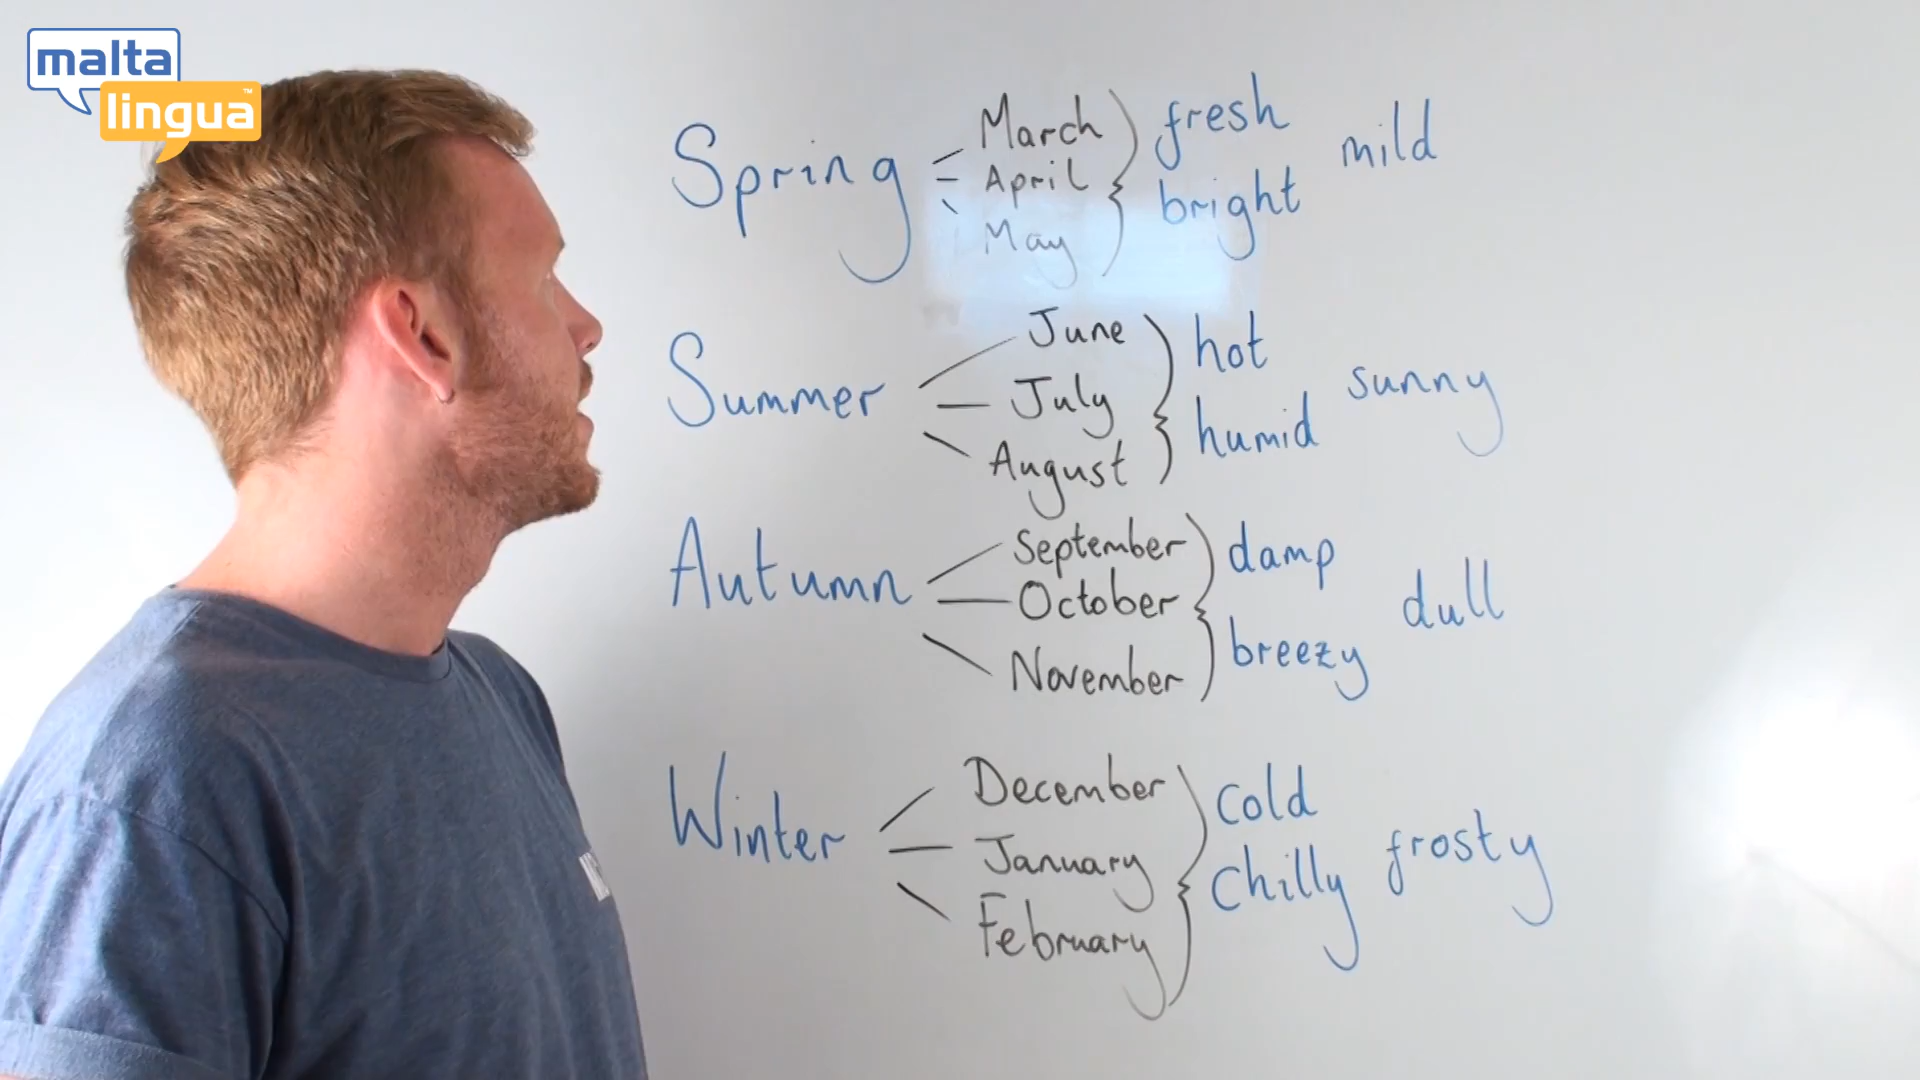 malta
lingua™
Spring
March
April
May
fresh
bright
mild
Summer
June
July
August
hot
humid
sunny
Autumn
September
October
November
damp
breezy
dull
Winter
December
January
February
cold
chilly
frosty